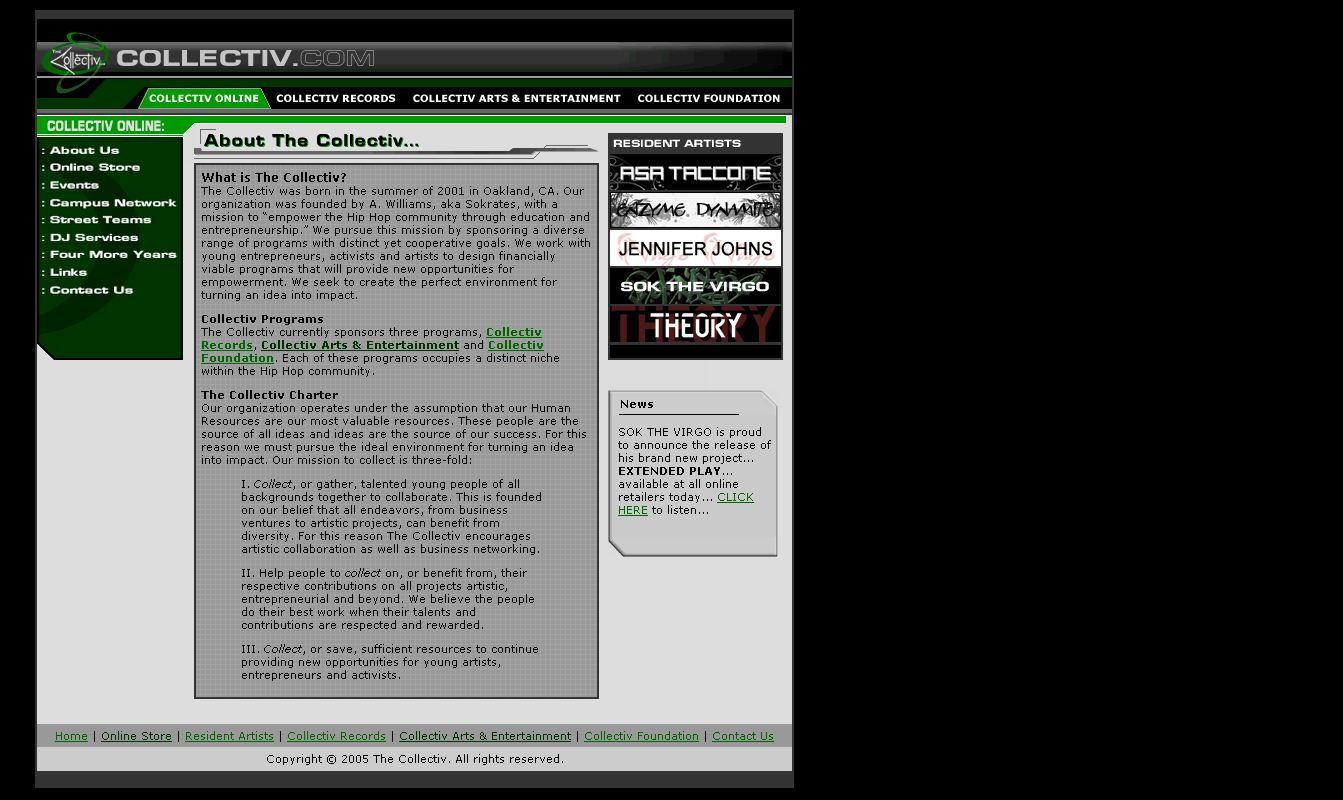 The Collectiv.. COLLECTIV.COM
COLLECTIV ONLINE COLLECTIV RECORDS COLLECTIV ARTS & ENTERTAINMENT COLLECTIV FOUNDATION
COLLECTIV ONLINE:
: About Us
: Online Store
: Events
: Campus Network
: Street Teams
: DJ Services
: Four More Years
: Links
: Contact Us
About The Collectiv...
What is The Collectiv?
The Collectiv was born in the summer of 2001 in Oakland, CA. Our
organization was founded by A. Williams, aka Sokrates, with a
mission to “empower the Hip Hop community through education and
entrepreneurship.” We pursue this mission by sponsoring a diverse
range of programs with distinct yet cooperative goals. We work with
young entrepreneurs, activists and artists to design financially
viable programs that will provide new opportunities for
empowerment. We seek to create the perfect environment for
turning an idea into impact.
Collectiv Programs
The Collectiv currently sponsors three programs, Collectiv
Records, Collectiv Arts & Entertainment and Collectiv
Foundation. Each of these programs occupies a distinct niche
within the Hip Hop community.
The Collectiv Charter
Our organization operates under the assumption that our Human
Resources are our most valuable resources. These people are the
source of all ideas and ideas are the source of our success. For this
reason we must pursue the ideal environment for turning an idea
into impact. Our mission to collect is three-fold:
I. Collect, or gather, talented young people of all
backgrounds together to collaborate. This is founded
on our belief that all endeavors, from business
ventures to artistic projects, can benefit from
diversity. For this reason The Collectiv encourages
artistic collaboration as well as business networking.
II. Help people to collect on, or benefit from, their
respective contributions on all projects artistic,
entrepreneurial and beyond. We believe the people
do their best work when their talents and
contributions are respected and rewarded.
III. Collect, or save, sufficient resources to continue
providing new opportunities for young artists,
entrepreneurs and activists.
RESIDENT ARTISTS
ASA TACCONE
ENZYME DYNAMITE
JENNIFER JOHNS
SOK THE VIRGO
THEORY
News
SOK THE VIRGO is proud
to announce the release of
his brand new project...
EXTENDED PLAY...
available at all online
retailers today... CLICK
HERE to listen...
Home | Online Store | Resident Artists | Collectiv Records | Collectiv Arts & Entertainment | Collectiv Foundation | Contact Us
Copyright © 2005 The Collectiv. All rights reserved.